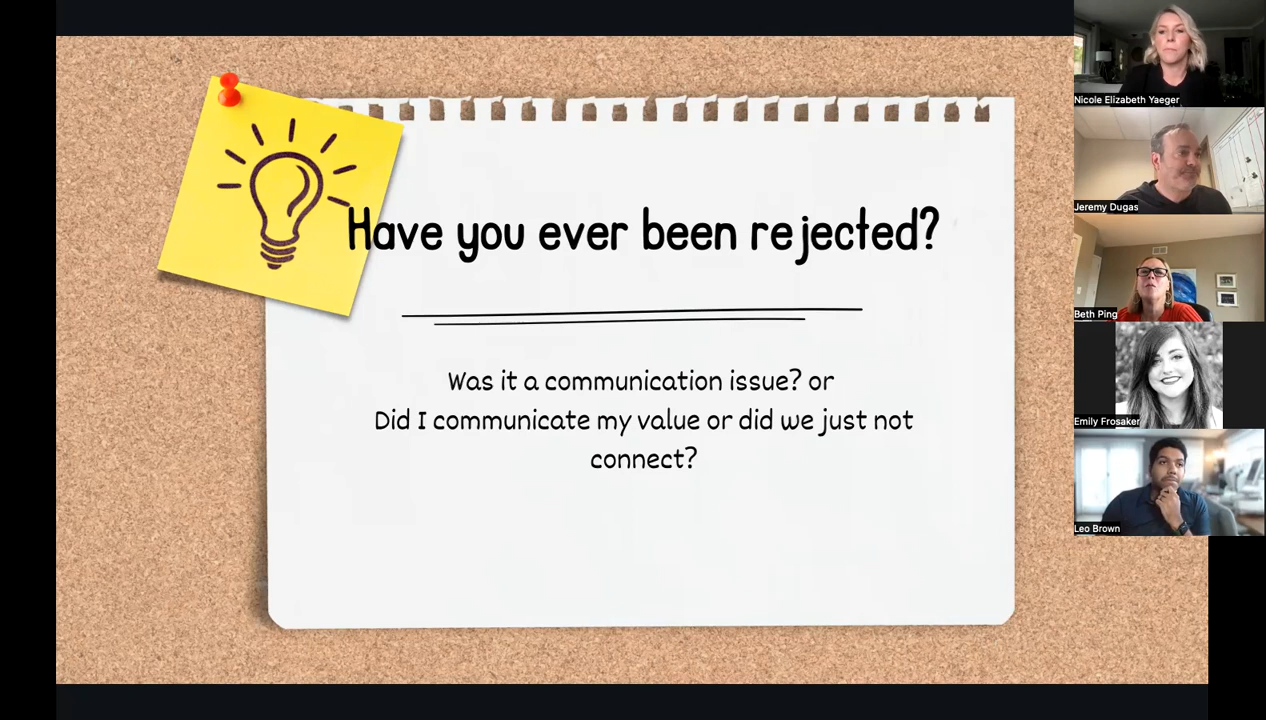 Have you ever been rejected?
Was it a communication issue? or
Did I communicate my value or did we just not
connect?
Nicole Elizabeth Yaeger
Jeremy Dugas
Beth Ping
Emily Frosaker
Leo Brown